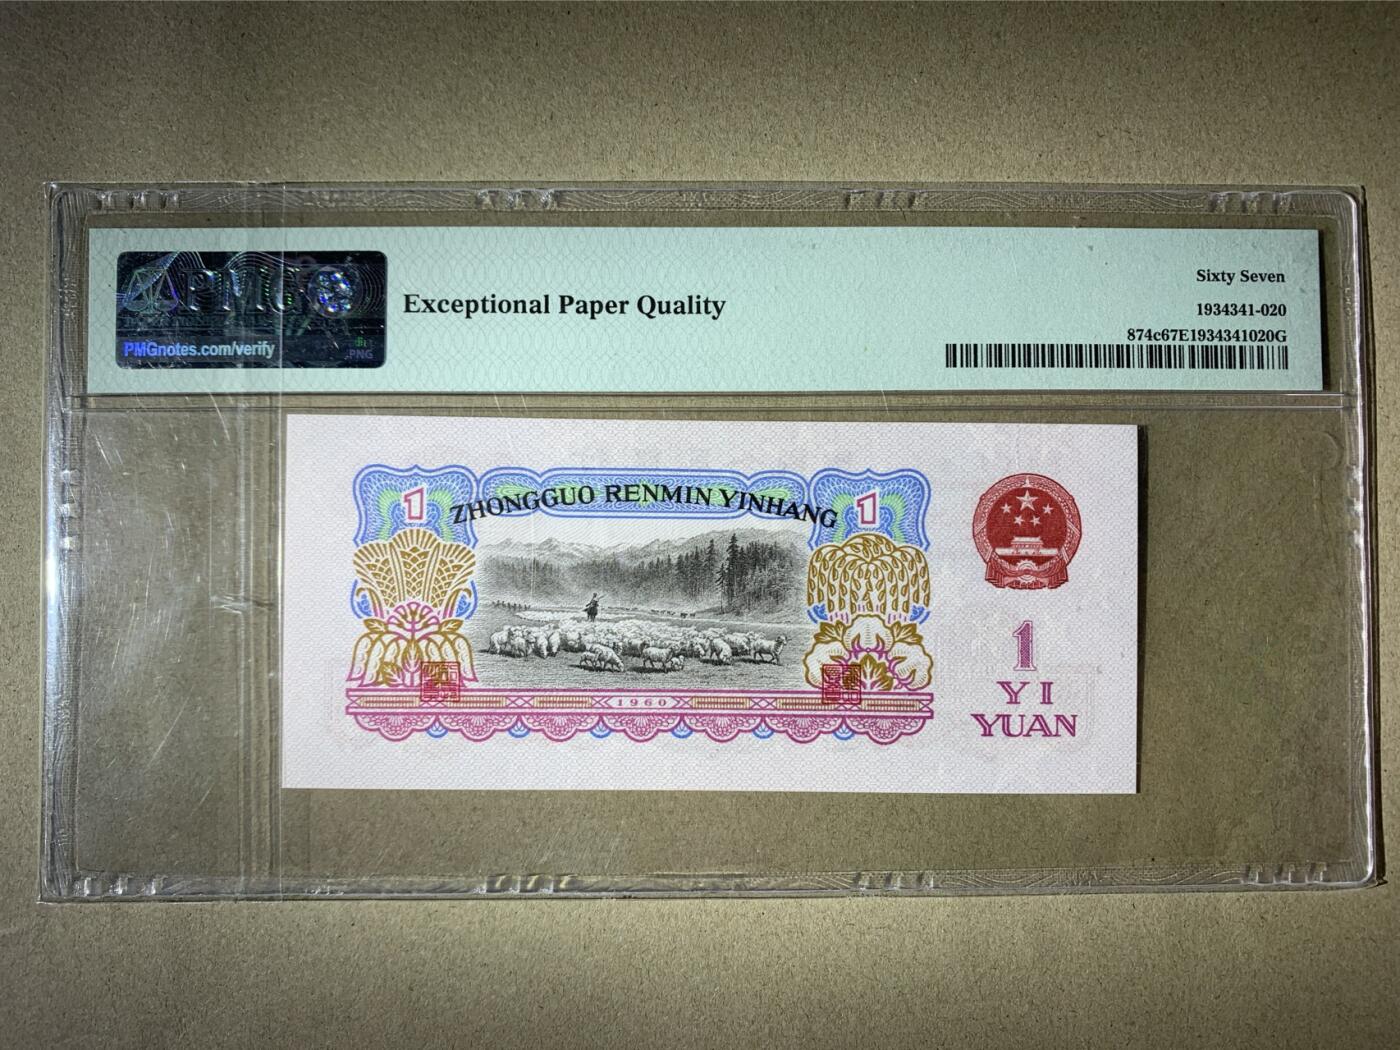 PMG
PMGnotes.com/verify
PNG
Exceptional Paper Quality
Sixty Seven
1934341-020
874c67E1934341020G
1 ZHONGGUO RENMIN YINHANG 1
1960
1
YI
YUAN